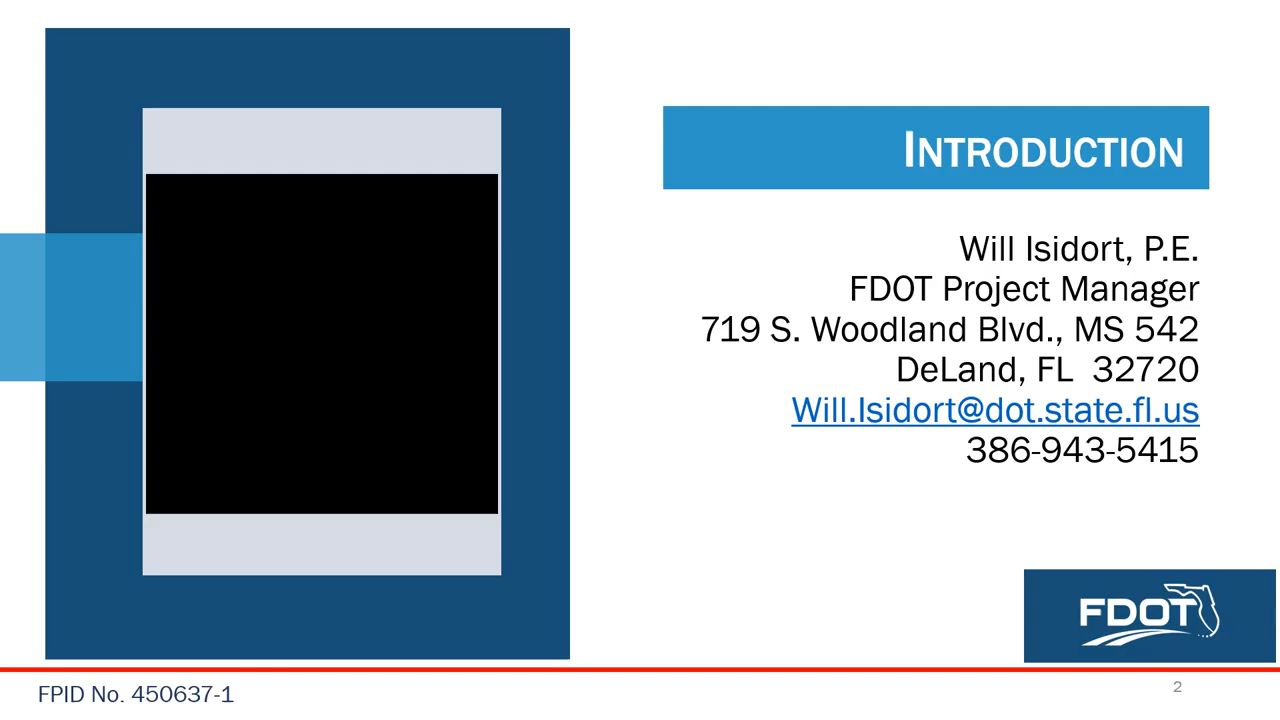 INTRODUCTION
Will Isidort, P.E.
FDOT Project Manager
719 S. Woodland Blvd., MS 542
DeLand, FL  32720
Will.Isidort@dot.state.fl.us
386-943-5415
FDOT
FPID No. 450637-1
2